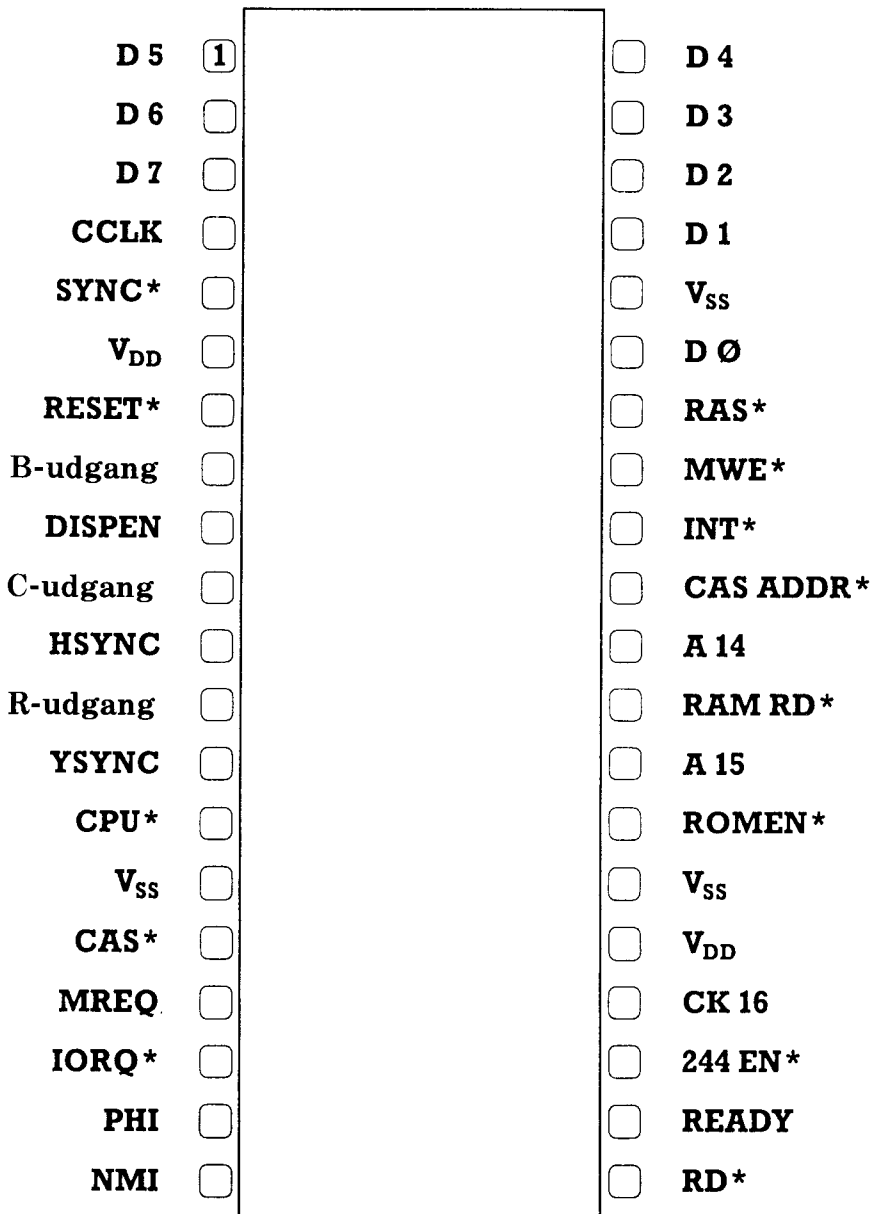 D 5 1 D 4
D 6 D 3
D 7 D 2
CCLK D 1
SYNC* VSS
VDD D Ø
RESET* RAS*
B-udgang MWE*
DISPEN INT*
C-udgang CAS ADDR*
HSYNC A 14
R-udgang RAM RD*
YSYNC A 15
CPU* ROMEN*
VSS VSS
CAS* VDD
MREQ CK 16
IORQ* 244 EN*
PHI READY
NMI RD*